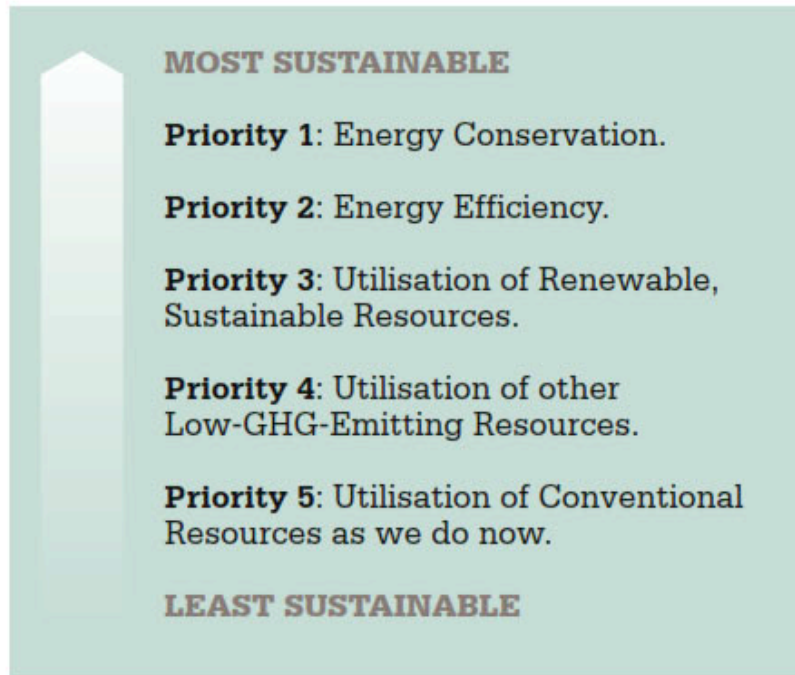 MOST SUSTAINABLE
Priority 1: Energy Conservation.
Priority 2: Energy Efficiency.
Priority 3: Utilisation of Renewable,
Sustainable Resources.
Priority 4: Utilisation of other
Low-GHG-Emitting Resources.
Priority 5: Utilisation of Conventional
Resources as we do now.
LEAST SUSTAINABLE